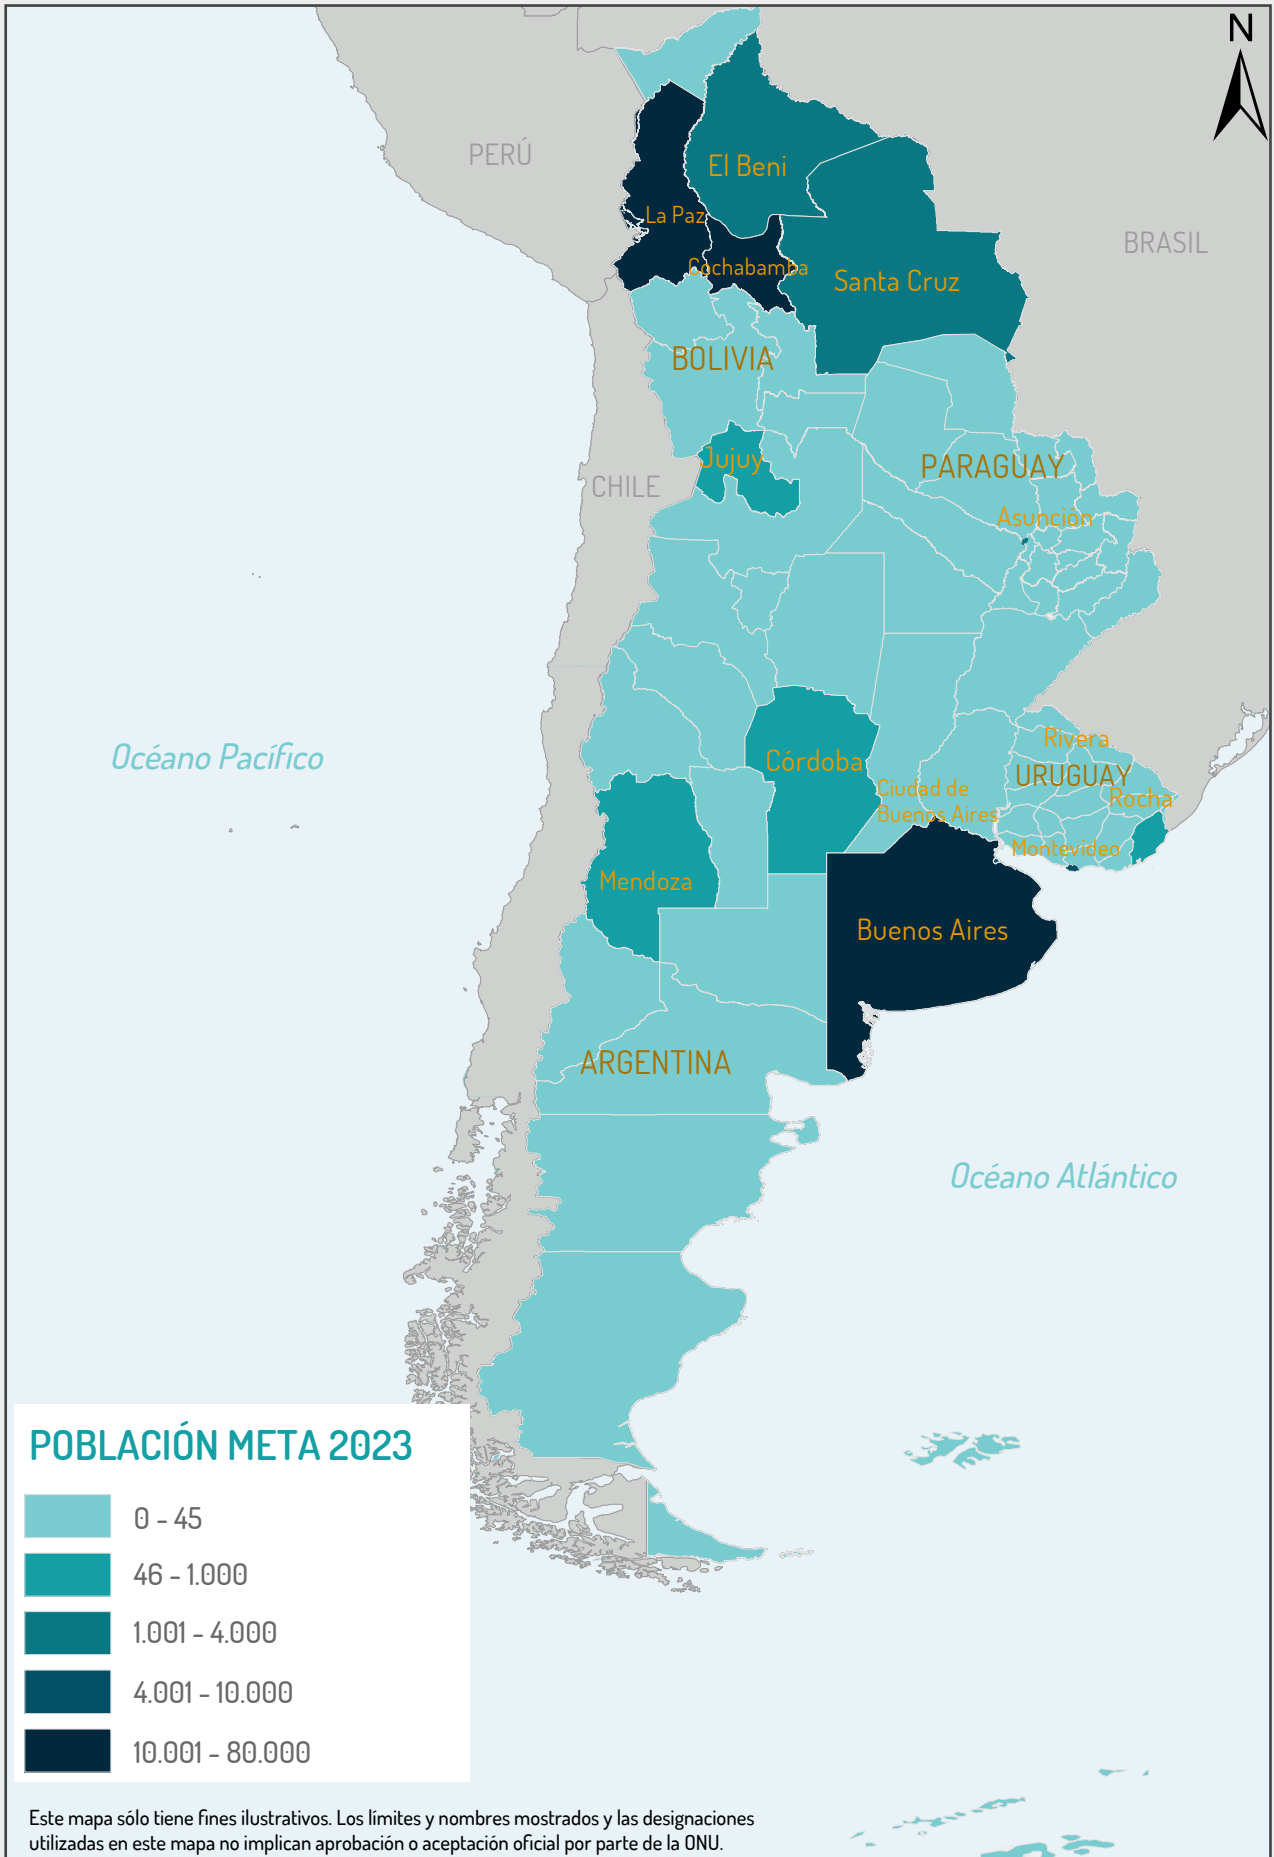 N
PERÚ
El Beni
La Paz
BRASIL
Cochabamba
Santa Cruz
BOLIVIA
Jujuy
PARAGUAY
CHILE
Asunción
Rivera
Océano Pacífico
Córdoba
URUGUAY
Ciudad de
Buenos Aires
Rocha
Montevideo
Mendoza
Buenos Aires
ARGENTINA
Océano Atlántico
POBLACIÓN META 2023
0 - 45
46 - 1.000
1.001 - 4.000
4.001 - 10.000
10.001 - 80.000
Este mapa sólo tiene fines ilustrativos. Los límites y nombres mostrados y las designaciones
utilizadas en este mapa no implican aprobación o aceptación oficial por parte de la ONU.